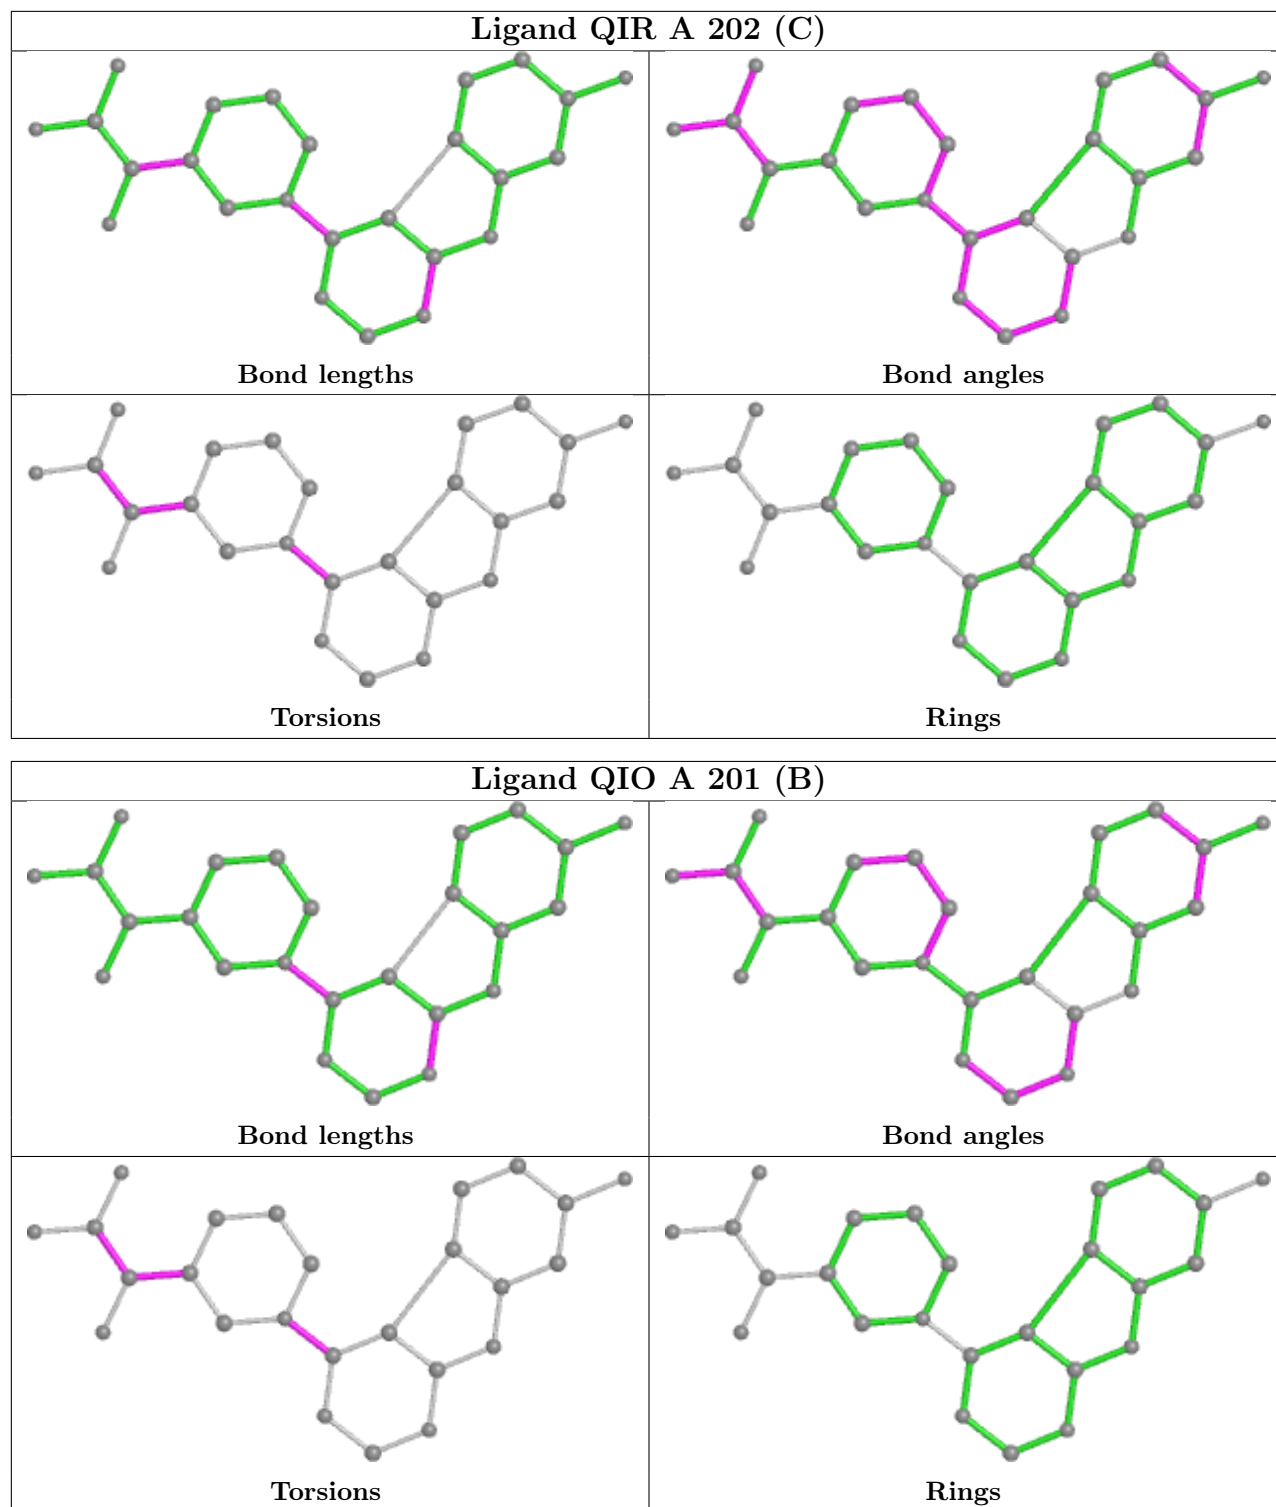 Ligand QIR A 202 (C)
Bond lengths
Bond angles
Torsions
Rings
Ligand QIO A 201 (B)
Bond lengths
Bond angles
Torsions
Rings